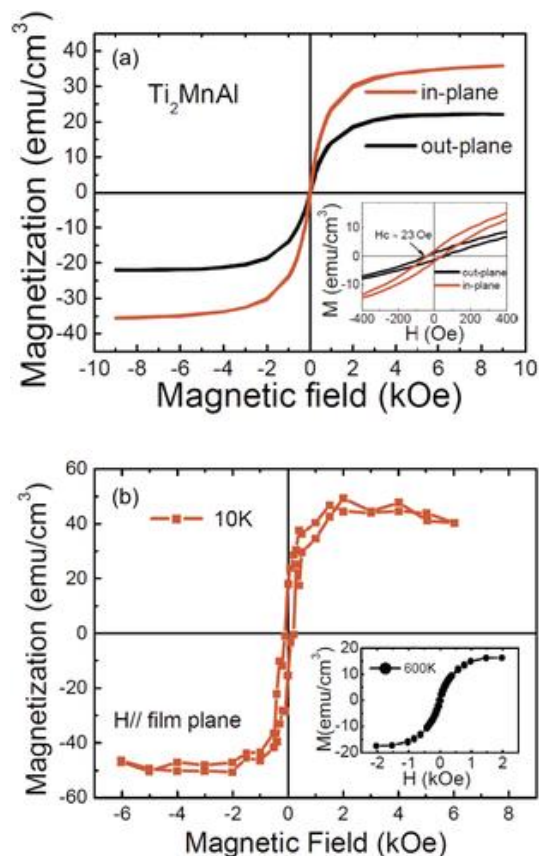 (a)
Ti₂MnAl
in-plane
out-plane
Magnetization (emu/cm³)
40
30
20
10
0
-10
-20
-30
-40
-10 -8 -6 -4 -2 0 2 4 6 8 10
Magnetic field (kOe)
Hc ~ 23 Oe
out-plane
in-plane
M (emu/cm³)
10
0
-10
-400 -200 0 200 400
H (Oe)
(b)
10K
H// film plane
Magnetization (emu/cm³)
60
40
20
0
-20
-40
-60
-6 -4 -2 0 2 4 6 8
Magnetic Field (kOe)
600K
M(emu/cm³)
20
10
0
-10
-20
-2 -1 0 1 2
H (kOe)